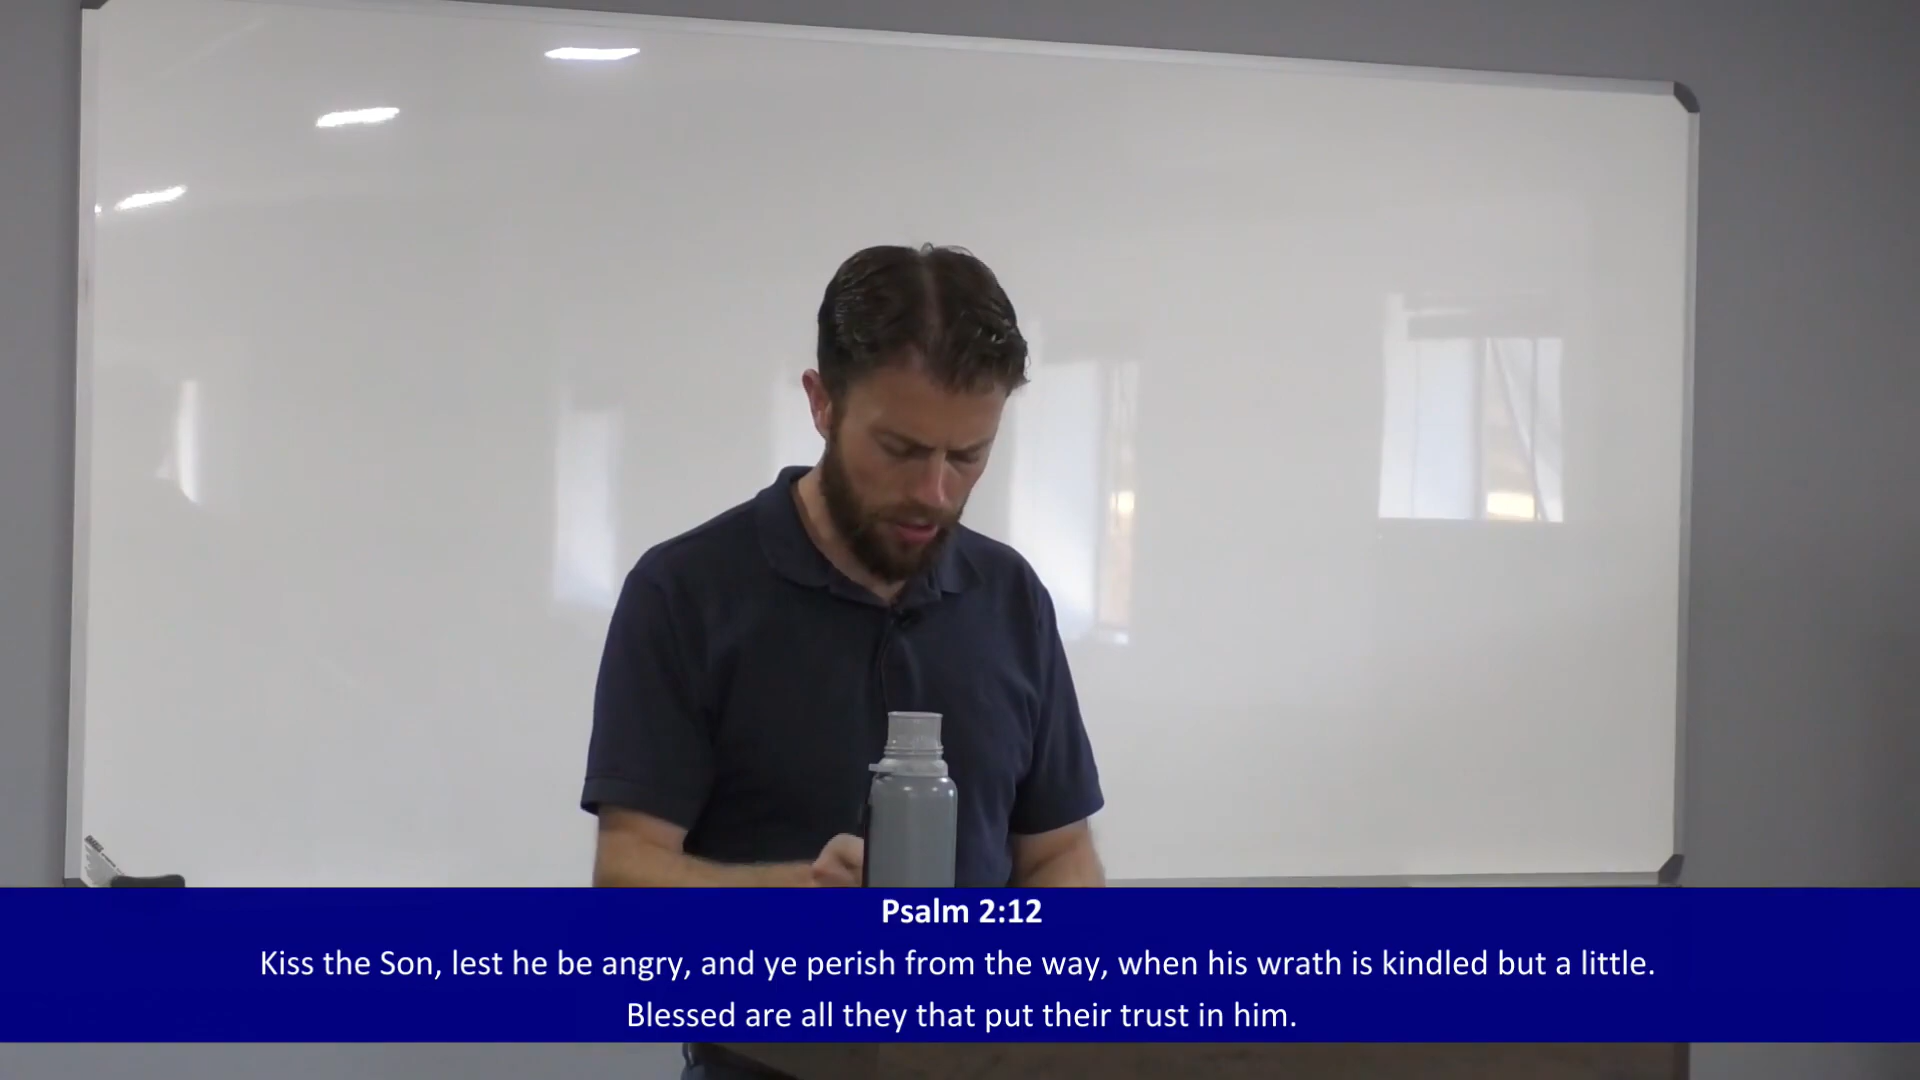 Psalm 2:12
Kiss the Son, lest he be angry, and ye perish from the way, when his wrath is kindled but a little.
Blessed are all they that put their trust in him.